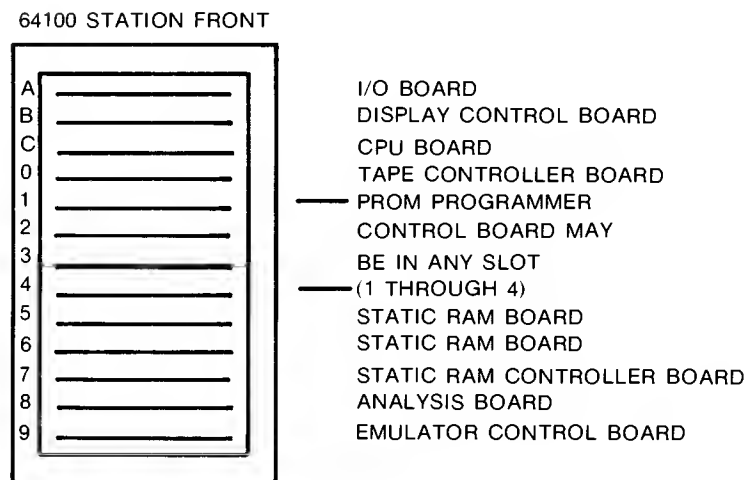 64100 STATION FRONT
A I/O BOARD
B DISPLAY CONTROL BOARD
C CPU BOARD
0 TAPE CONTROLLER BOARD
1 PROM PROGRAMMER
2 CONTROL BOARD MAY
3 BE IN ANY SLOT
4 (1 THROUGH 4)
5 STATIC RAM BOARD
6 STATIC RAM BOARD
7 STATIC RAM CONTROLLER BOARD
8 ANALYSIS BOARD
9 EMULATOR CONTROL BOARD